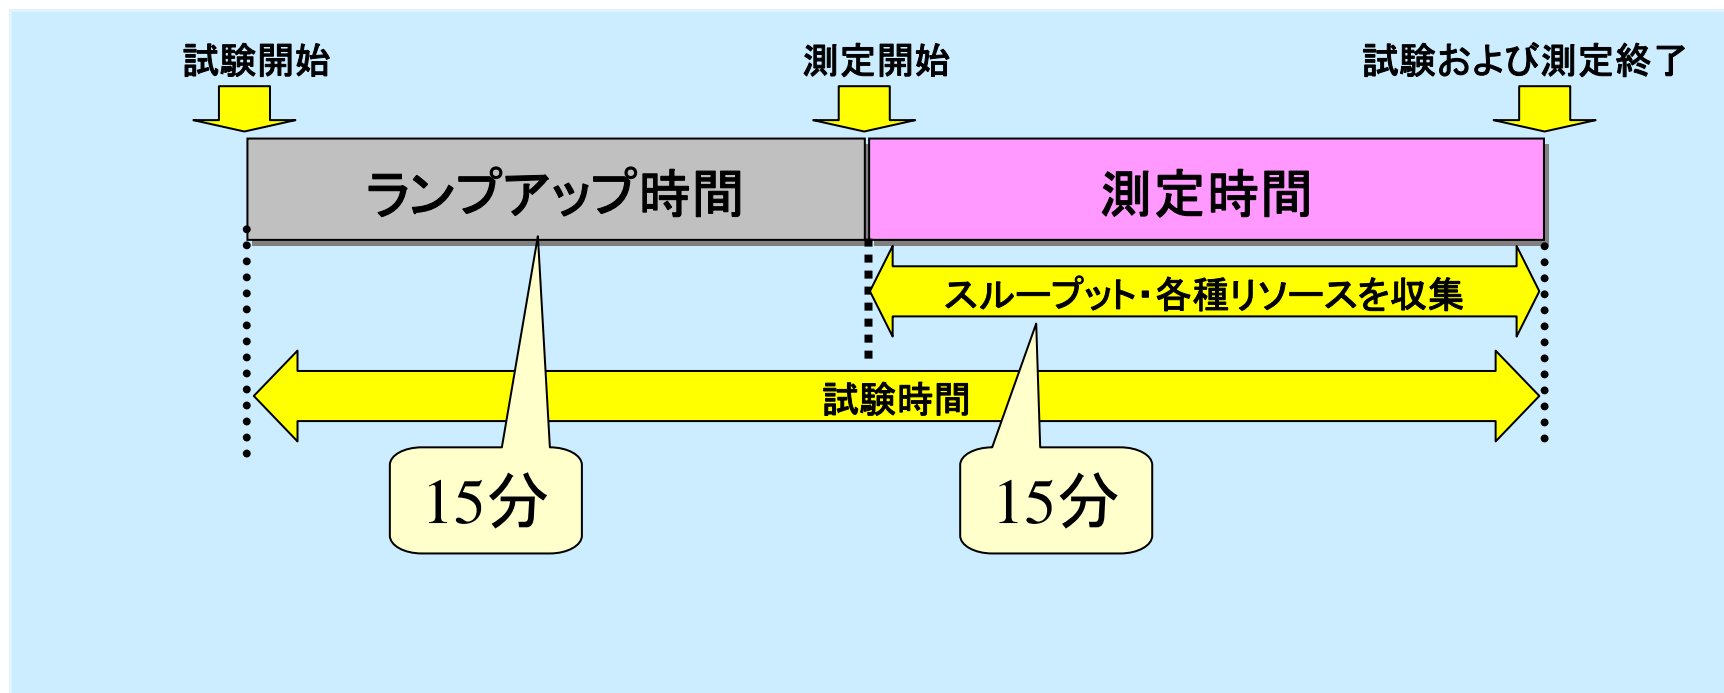 試験開始
測定開始
試験および測定終了
ランプアップ時間
測定時間
スループット・各種リソースを収集
試験時間
15分
15分